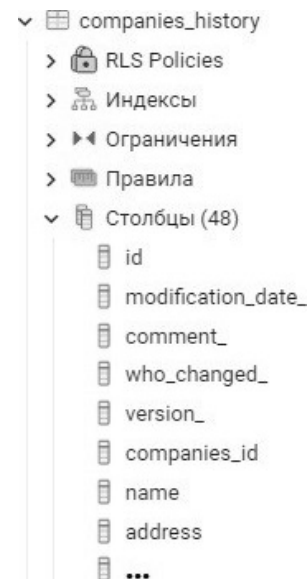 companies_history
RLS Policies
Индексы
Ограничения
Правила
Столбцы (48)
id
modification_date_
comment_
who_changed_
version_
companies_id
name
address
...